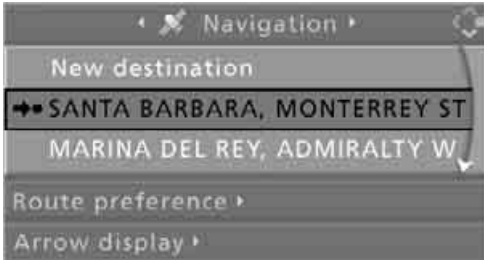 Navigation
New destination
SANTA BARBARA, MONTERREY ST
MARINA DEL REY, ADMIRALTY W
Route preference
Arrow display